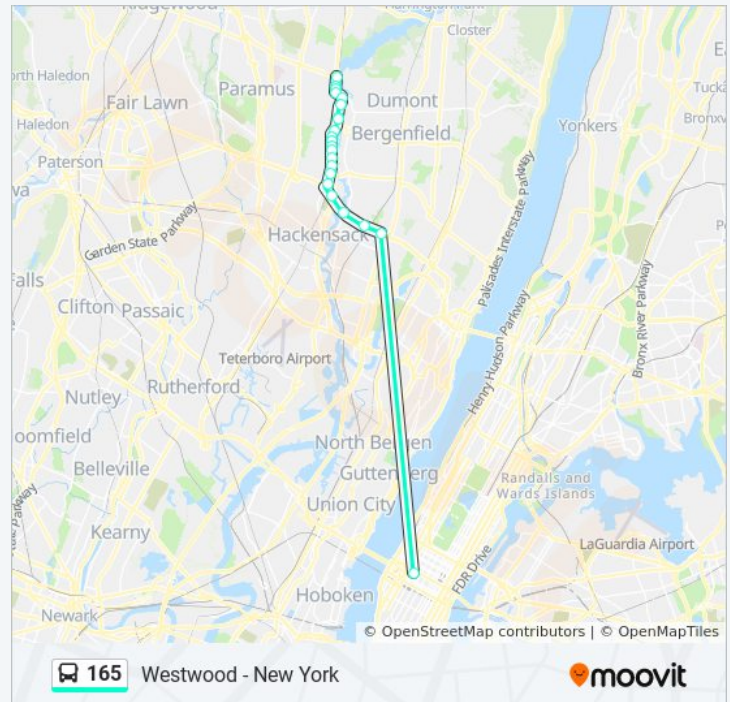 Ridgewood
Closter
North Haledon
Paramus
Fair Lawn
Dumont
Haledon
Bergenfield
Yonkers
Paterson
Palisades Interstate Parkway
Garden State Parkway
Hackensack
Clifton
Passaic
Henry Hudson Parkway
Bronx River Parkway
Teterboro Airport
Rutherford
Nutley
North Bergen
Belleville
Guttenberg
Randalls and
Wards Islands
Union City
Kearny
LaGuardia Airport
FDR Drive
Hoboken
Newark
© OpenStreetMap contributors | © OpenMapTiles
165 Westwood - New York
moovit